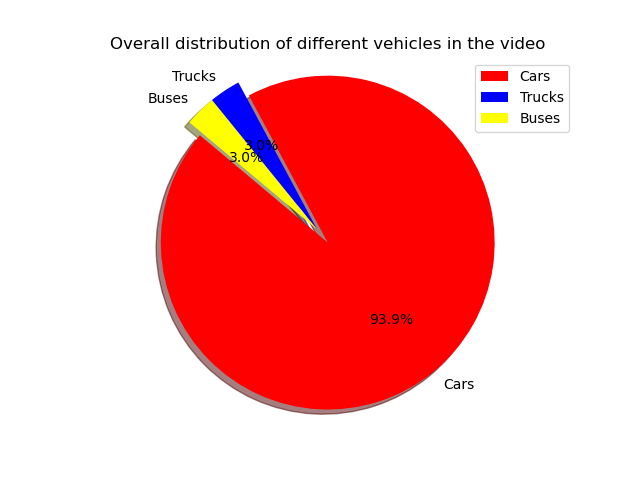 Overall distribution of different vehicles in the video
Trucks
Buses
Cars
Trucks
Buses
3.0%
3.0%
93.9%
Cars